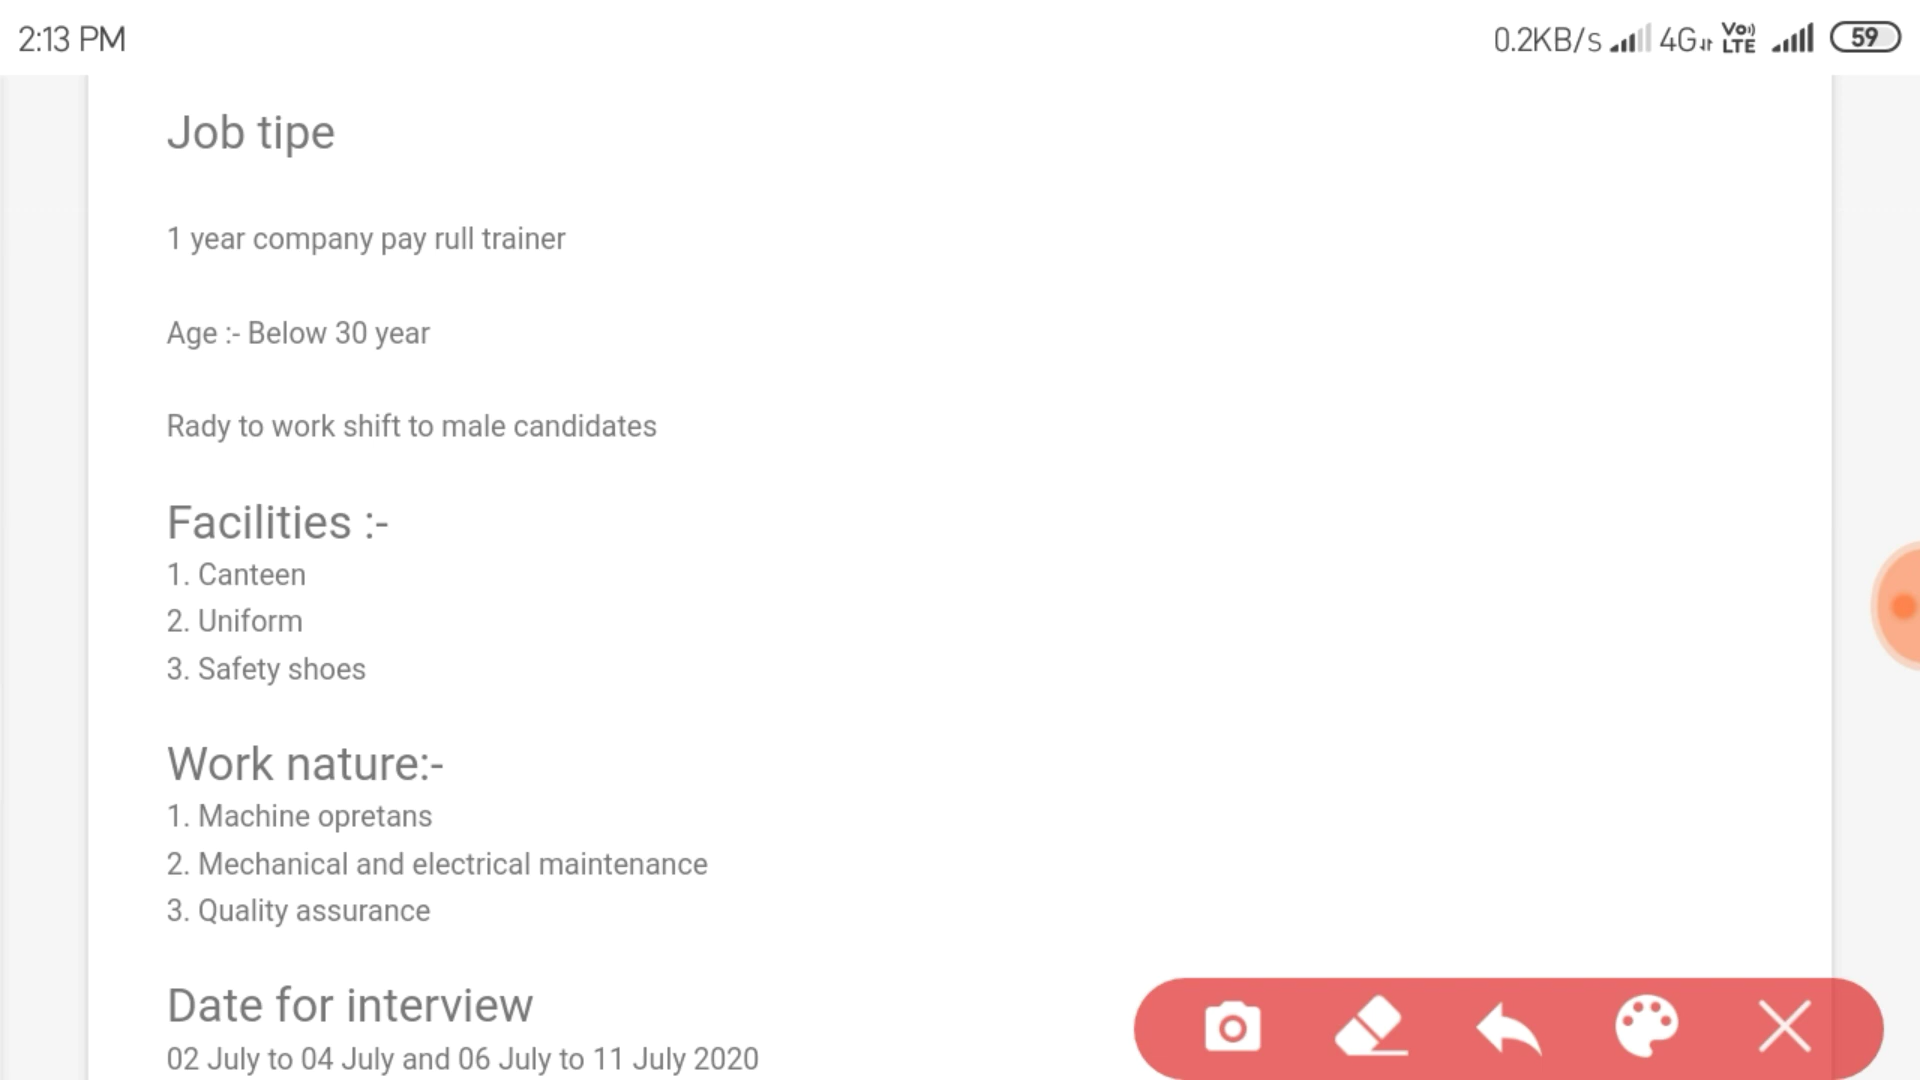 2:13 PM
0.2KB/s 4G Vo)) LTE 59
Job tipe
1 year company pay rull trainer
Age :- Below 30 year
Rady to work shift to male candidates
Facilities :-
1. Canteen
2. Uniform
3. Safety shoes
Work nature:-
1. Machine opretans
2. Mechanical and electrical maintenance
3. Quality assurance
Date for interview
02 July to 04 July and 06 July to 11 July 2020